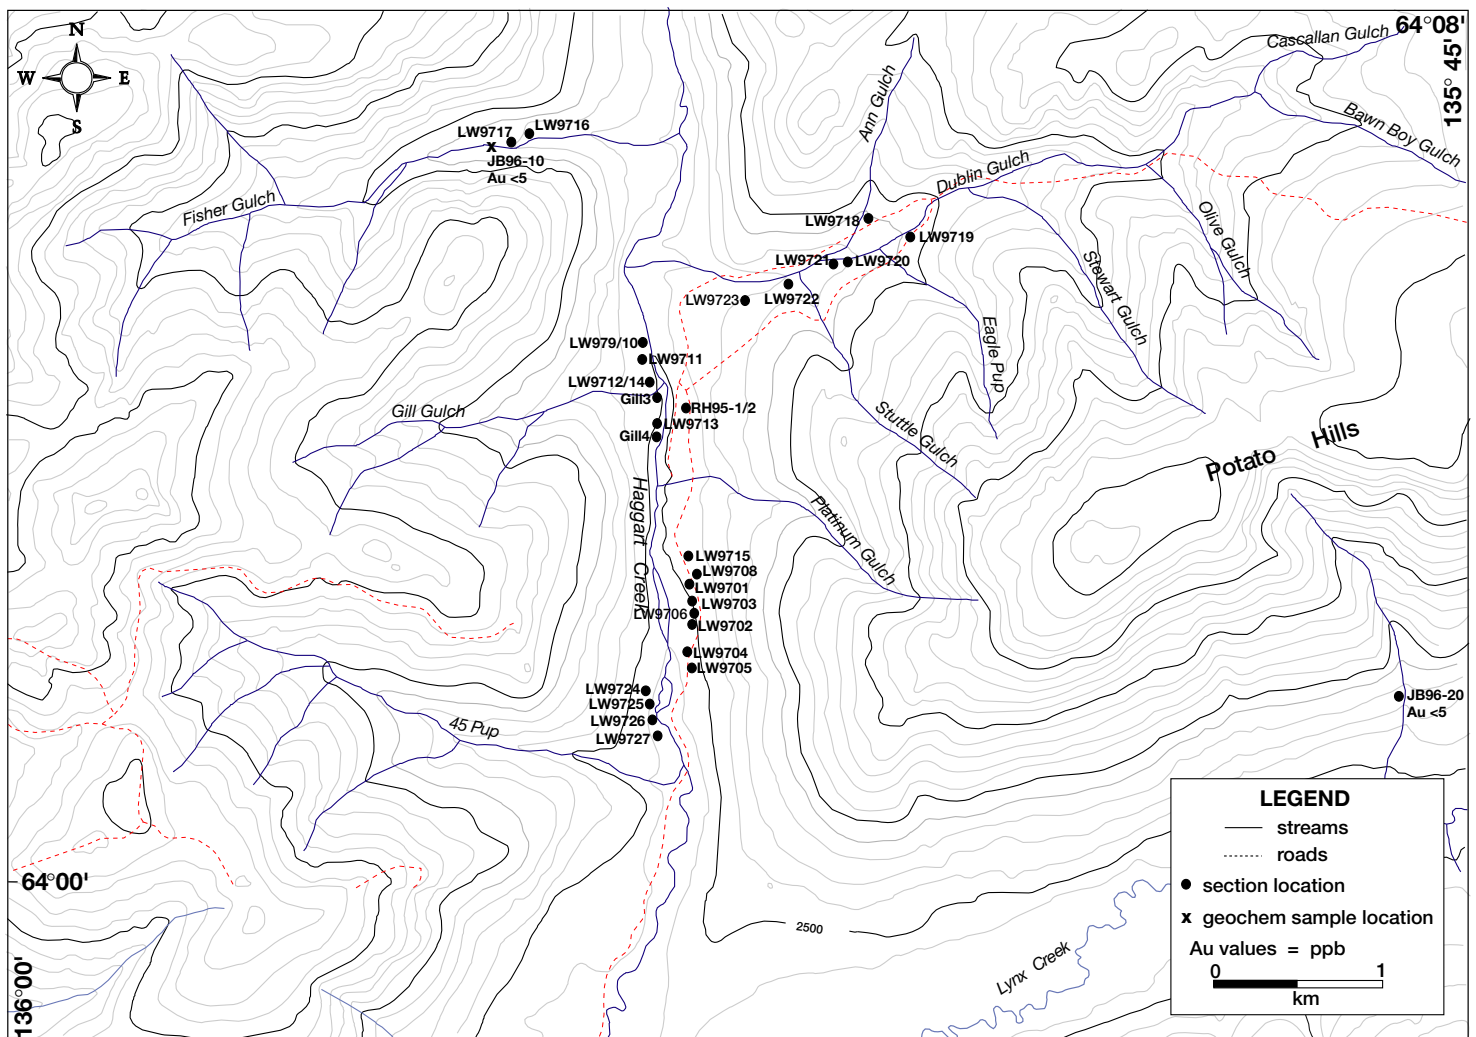 N
W E
S
64°08'
135° 45'
Cascallan Gulch
Bawn Boy Gulch
Ann Gulch
Dublin Gulch
Olive Gulch
Stewart Gulch
Eagle Pup
Stuttle Gulch
Platinum Gulch
Fisher Gulch
LW9717
LW9716
x
JB96-10
Au <5
LW9718
LW9719
LW9721
LW9720
LW9722
LW9723
LW979/10
LW9711
LW9712/14
Gill3
RH95-1/2
LW9713
Gill4
Gill Gulch
Haggart Creek
Potato Hills
LW9715
LW9708
LW9701
LW9703
LW9706
LW9702
LW9704
LW9705
LW9724
LW9725
LW9726
LW9727
45 Pup
JB96-20
Au <5
64°00'
136°00'
2500
Lynx Creek
LEGEND
streams
roads
section location
x geochem sample location
Au values = ppb
0 1
km